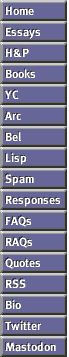 Home
Essays
H&P
Books
YC
Arc
Bel
Lisp
Spam
Responses
FAQs
RAQs
Quotes
RSS
Bio
Twitter
Mastodon